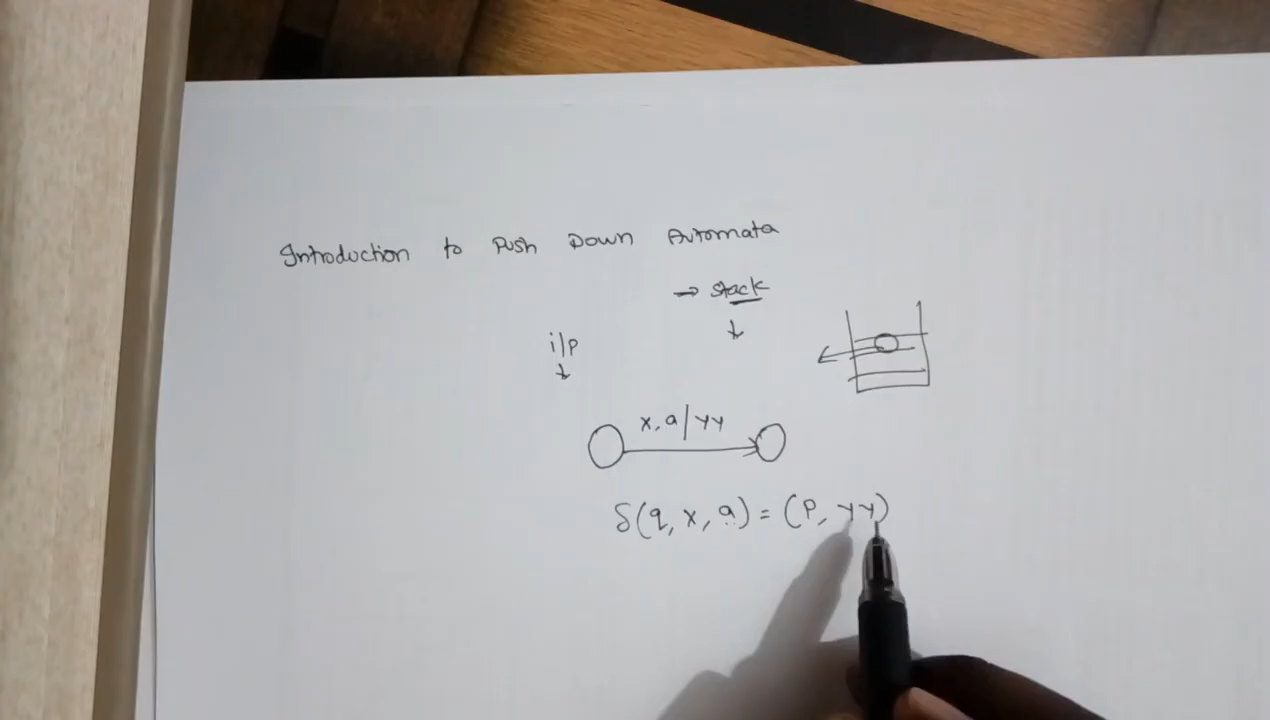 Introduction to Push Down Automata
→ Stack
i/p
x, a/yy
δ(q, x, a) = (p, yy)